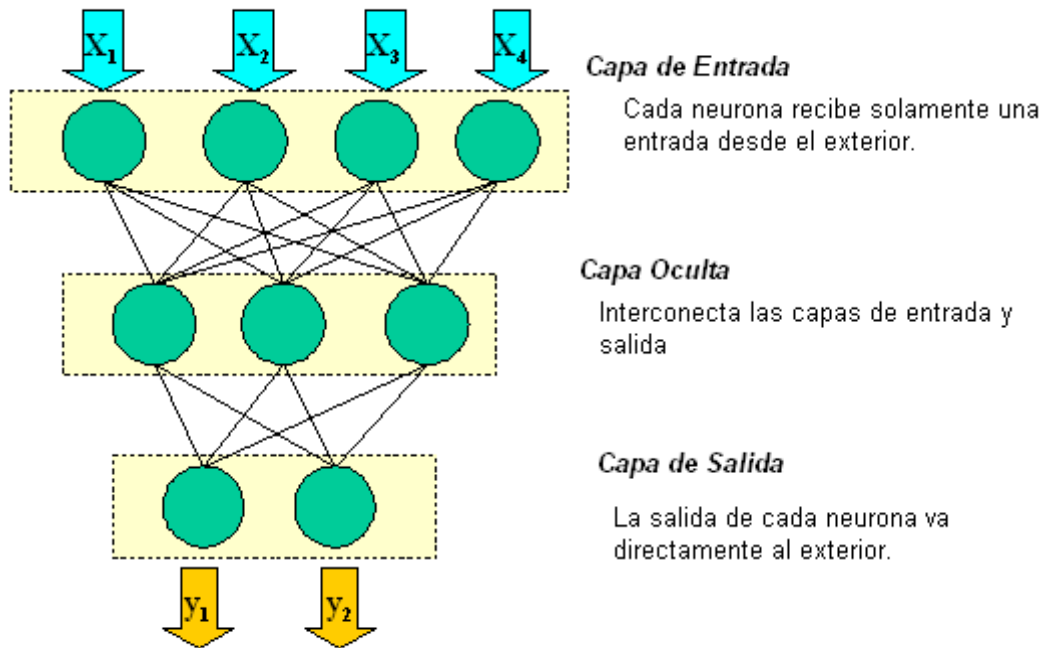 X1 X2 X3 X4
Capa de Entrada
Cada neurona recibe solamente una
entrada desde el exterior.
Capa Oculta
Interconecta las capas de entrada y
salida
Capa de Salida
La salida de cada neurona va
directamente al exterior.
y1 y2